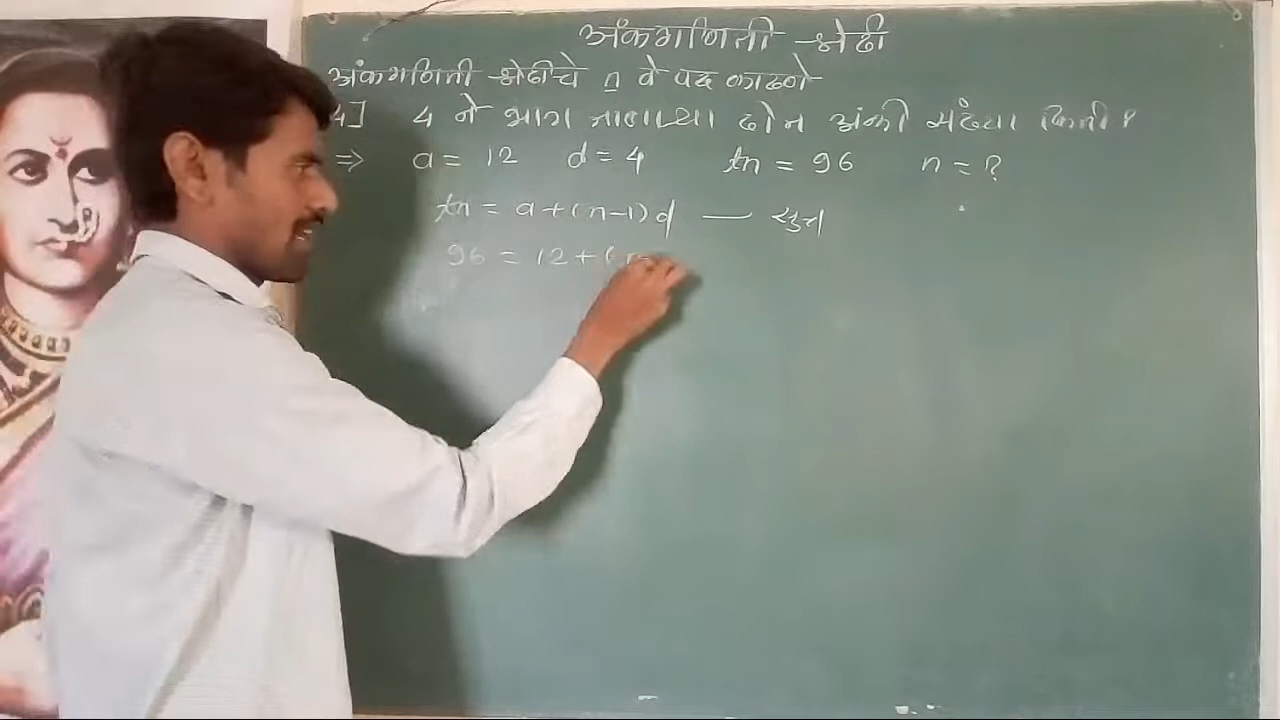 अंकगणिती श्रेढी
अंकगणिती श्रेढीचे n वे पद काढणे
4] 4 ने भाग जाणाऱ्या दोन अंकी संख्या किती?
⇒ a = 12 d = 4 tn = 96 n = ?
tn = a + (n-1) d — सुत्र
96 = 12 + (n-